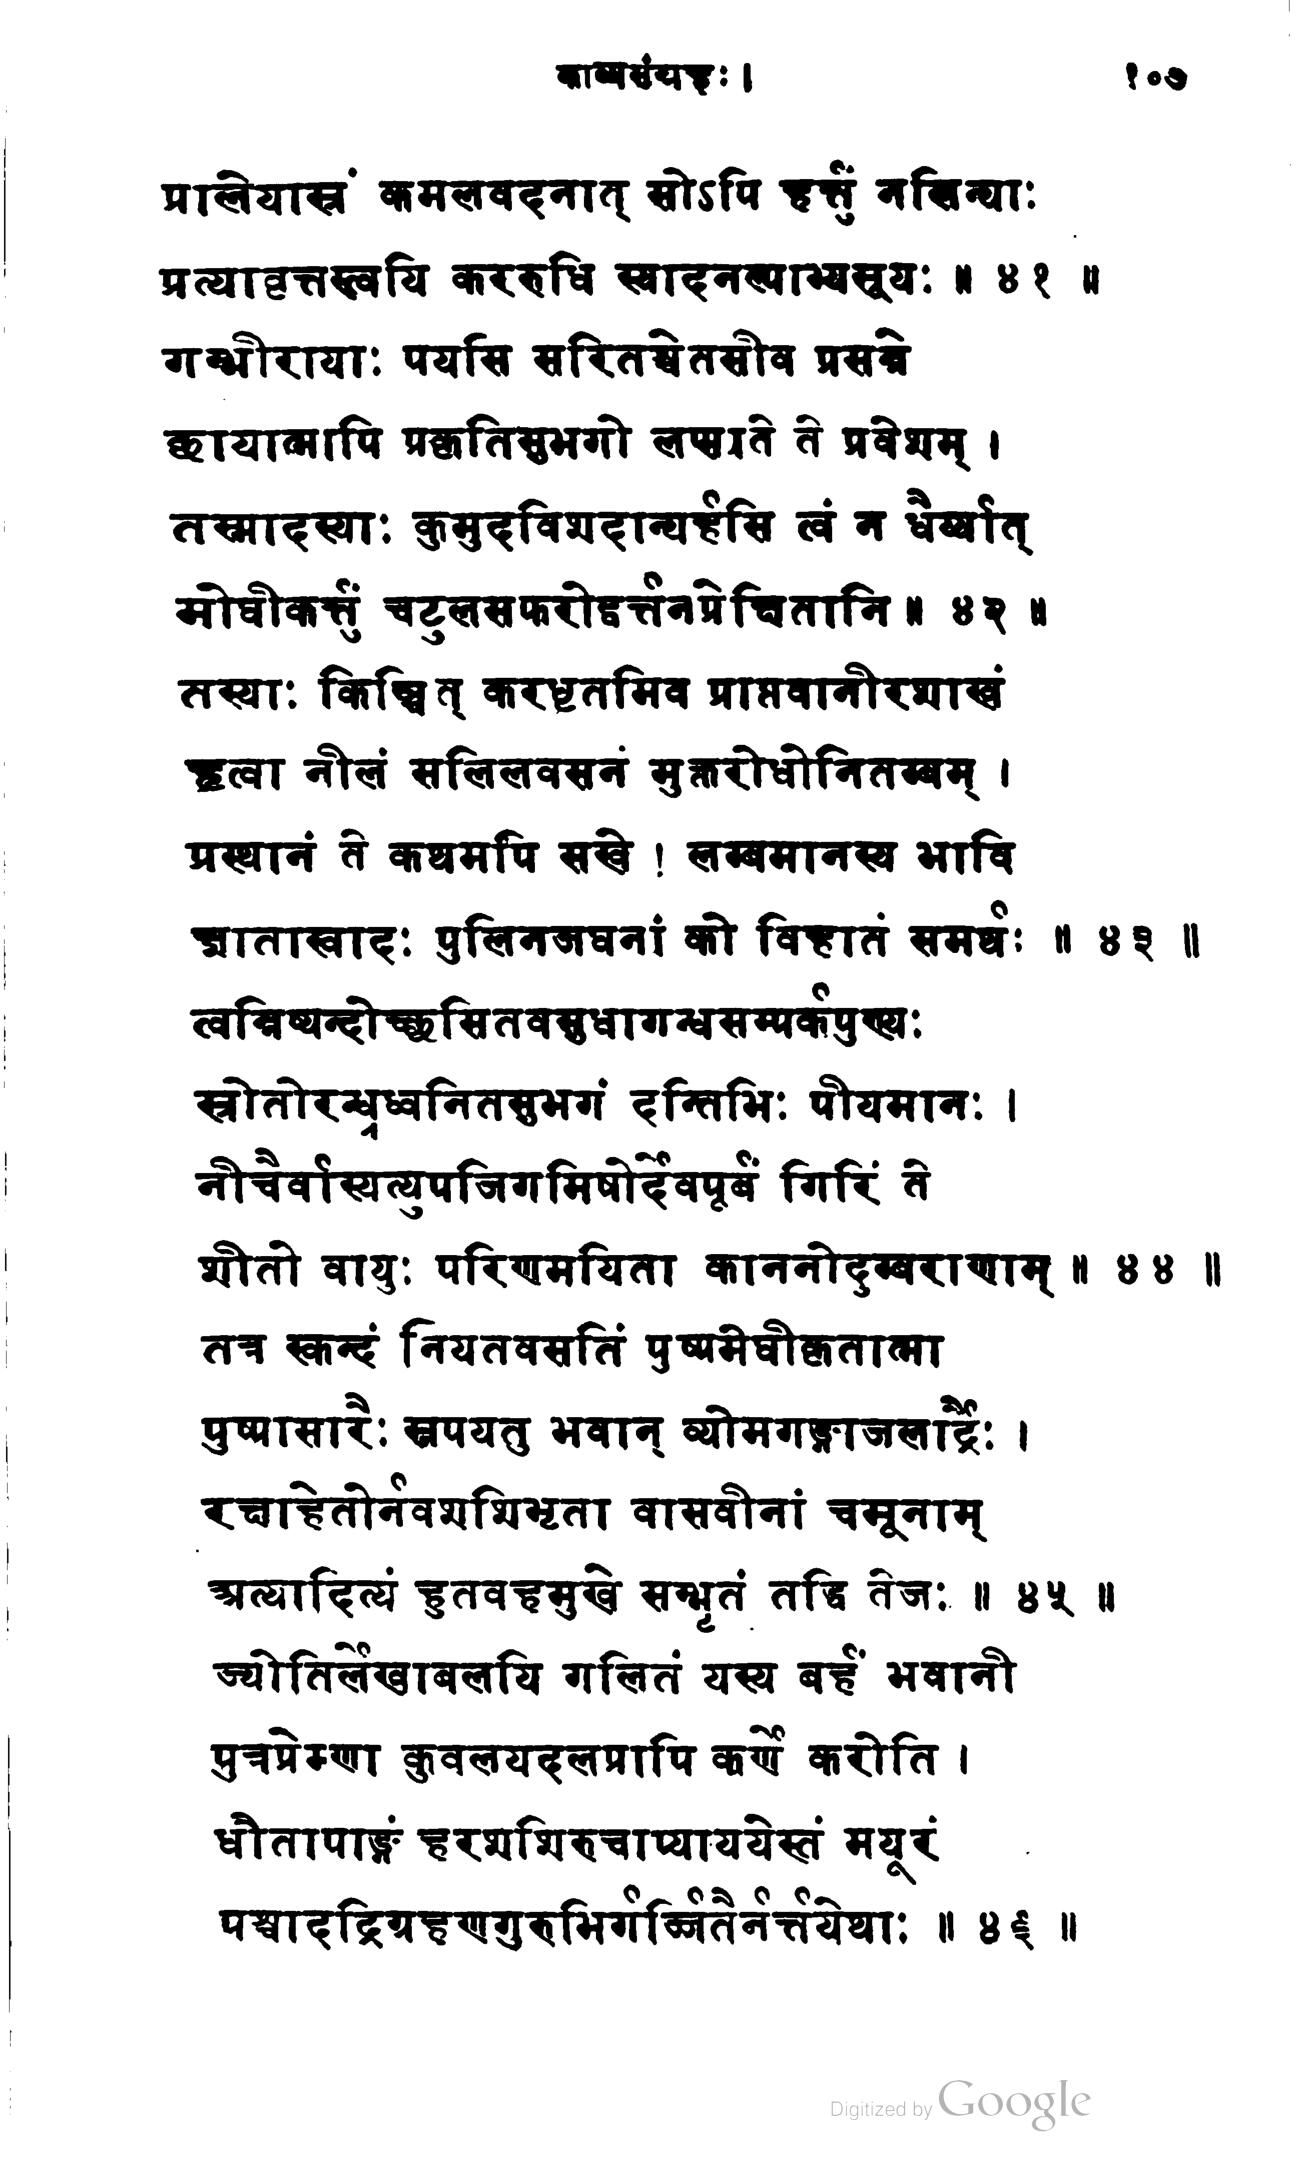 काव्यसंग्रहः। १०७
प्रालेयास्रं कमलवदनात् सोऽपि हर्त्तुं नलिन्याः
प्रत्यावृत्तस्त्वयि कररुधि स्यादनल्पाभ्यसूयः॥ ४१ ॥
गम्भीरायाः पयसि सरितश्चेतसीव प्रसन्ने
छायात्मापि प्रकृतिसुभगो लप्स्यते ते प्रवेशम्।
तस्मादस्याः कुमुदविशदान्यर्हसि त्वं न धैर्य्यात्
मोघीकर्त्तुं चटुलसफरोद्वर्त्तनप्रेक्षितानि॥ ४२ ॥
तस्याः किञ्चित् करधृतमिव प्राप्तवानीरशाखं
हृत्वा नीलं सलिलवसनं मुक्तरोधोनितम्बम्।
प्रस्थानं ते कथमपि सखे ! लम्बमानस्य भावि
ज्ञातास्वादः पुलिनजघनां को विहातं समर्थः ॥ ४३ ॥
त्वन्निष्यन्दोच्छ्वसितवसुधागन्धसम्पर्कपुण्यः
स्रोतोरन्ध्रध्वनितसुभगं दन्तिभिः पीयमानः।
नीचैर्वास्यत्युपजिगमिषोर्देवपूर्वं गिरिं ते
शीतो वायुः परिणमयिता काननोदुम्बराणाम्॥ ४४ ॥
तत्र स्कन्दं नियतवसतिं पुष्पमेघीकृतात्मा
पुष्पासारैः स्नपयतु भवान् व्योमगङ्गाजलार्द्रैः।
रक्षाहेतोर्नवशशिभृता वासवीनां चमूनाम्
अत्यादित्यं हुतवहमुखे सम्भृतं तद्धि तेजः ॥ ४५ ॥
ज्योतिर्लेखाबलयि गलितं यस्य बर्हं भवानी
पुत्रप्रेम्णा कुवलयदलप्रापि कर्णे करोति।
धौतापाङ्गं हरशशिरुचाप्याययेस्तं मयूरं
पश्चादद्रिग्रहणगुरुभिर्गर्ज्जितैर्नर्त्तयेथाः ॥ ४६ ॥
Digitized by Google